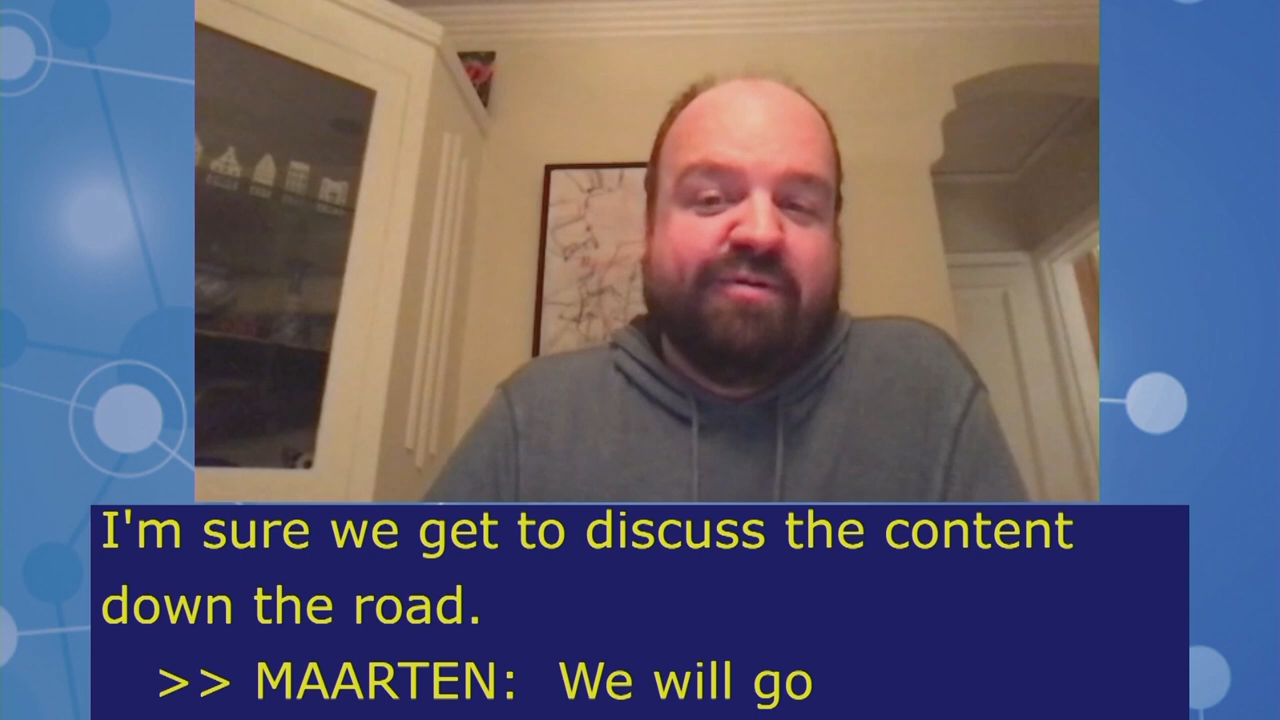 I'm sure we get to discuss the content
down the road.
>> MAARTEN:  We will go